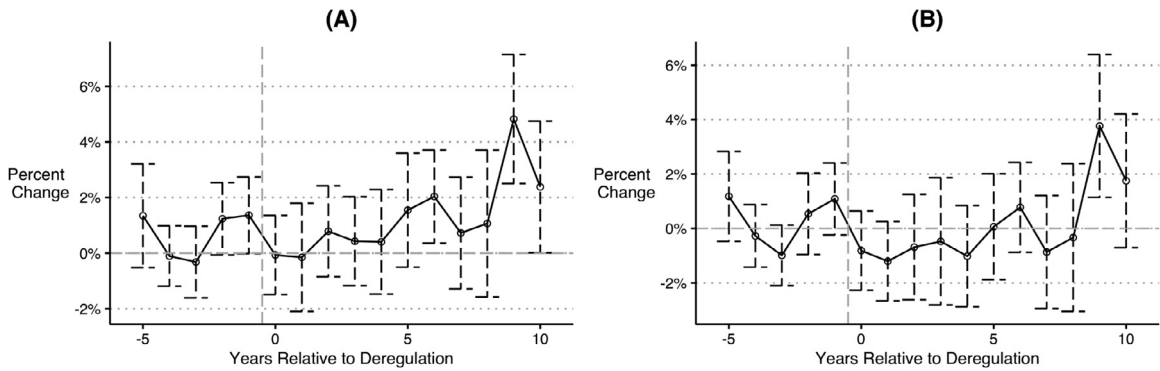 (A)
6%
4%
2%
0%
-2%
Percent
Change
-5
0
5
10
Years Relative to Deregulation
(B)
6%
4%
2%
0%
-2%
Percent
Change
-5
0
5
10
Years Relative to Deregulation